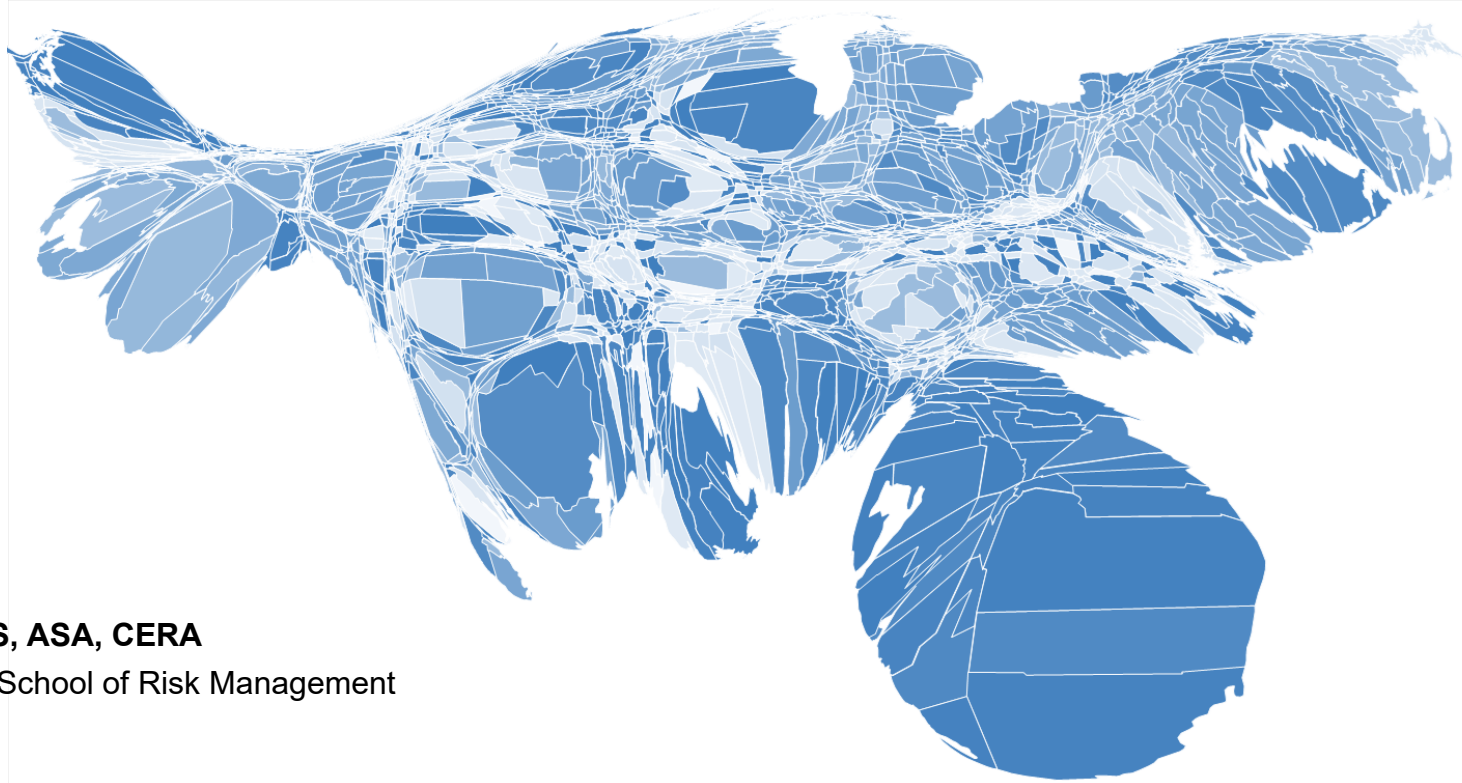 S, ASA, CERA
School of Risk Management